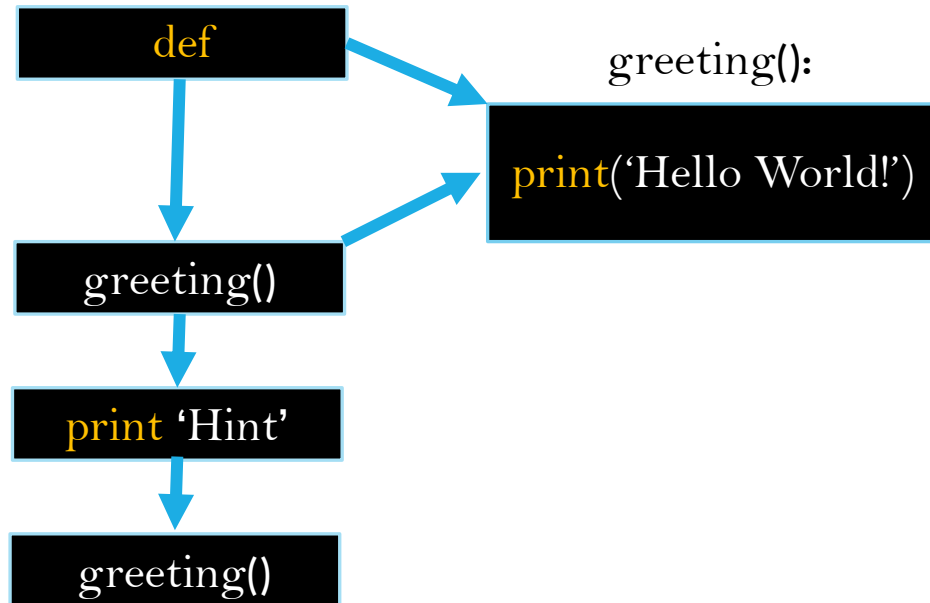 def
greeting():
print(‘Hello World!’)
greeting()
print ‘Hint’
greeting()